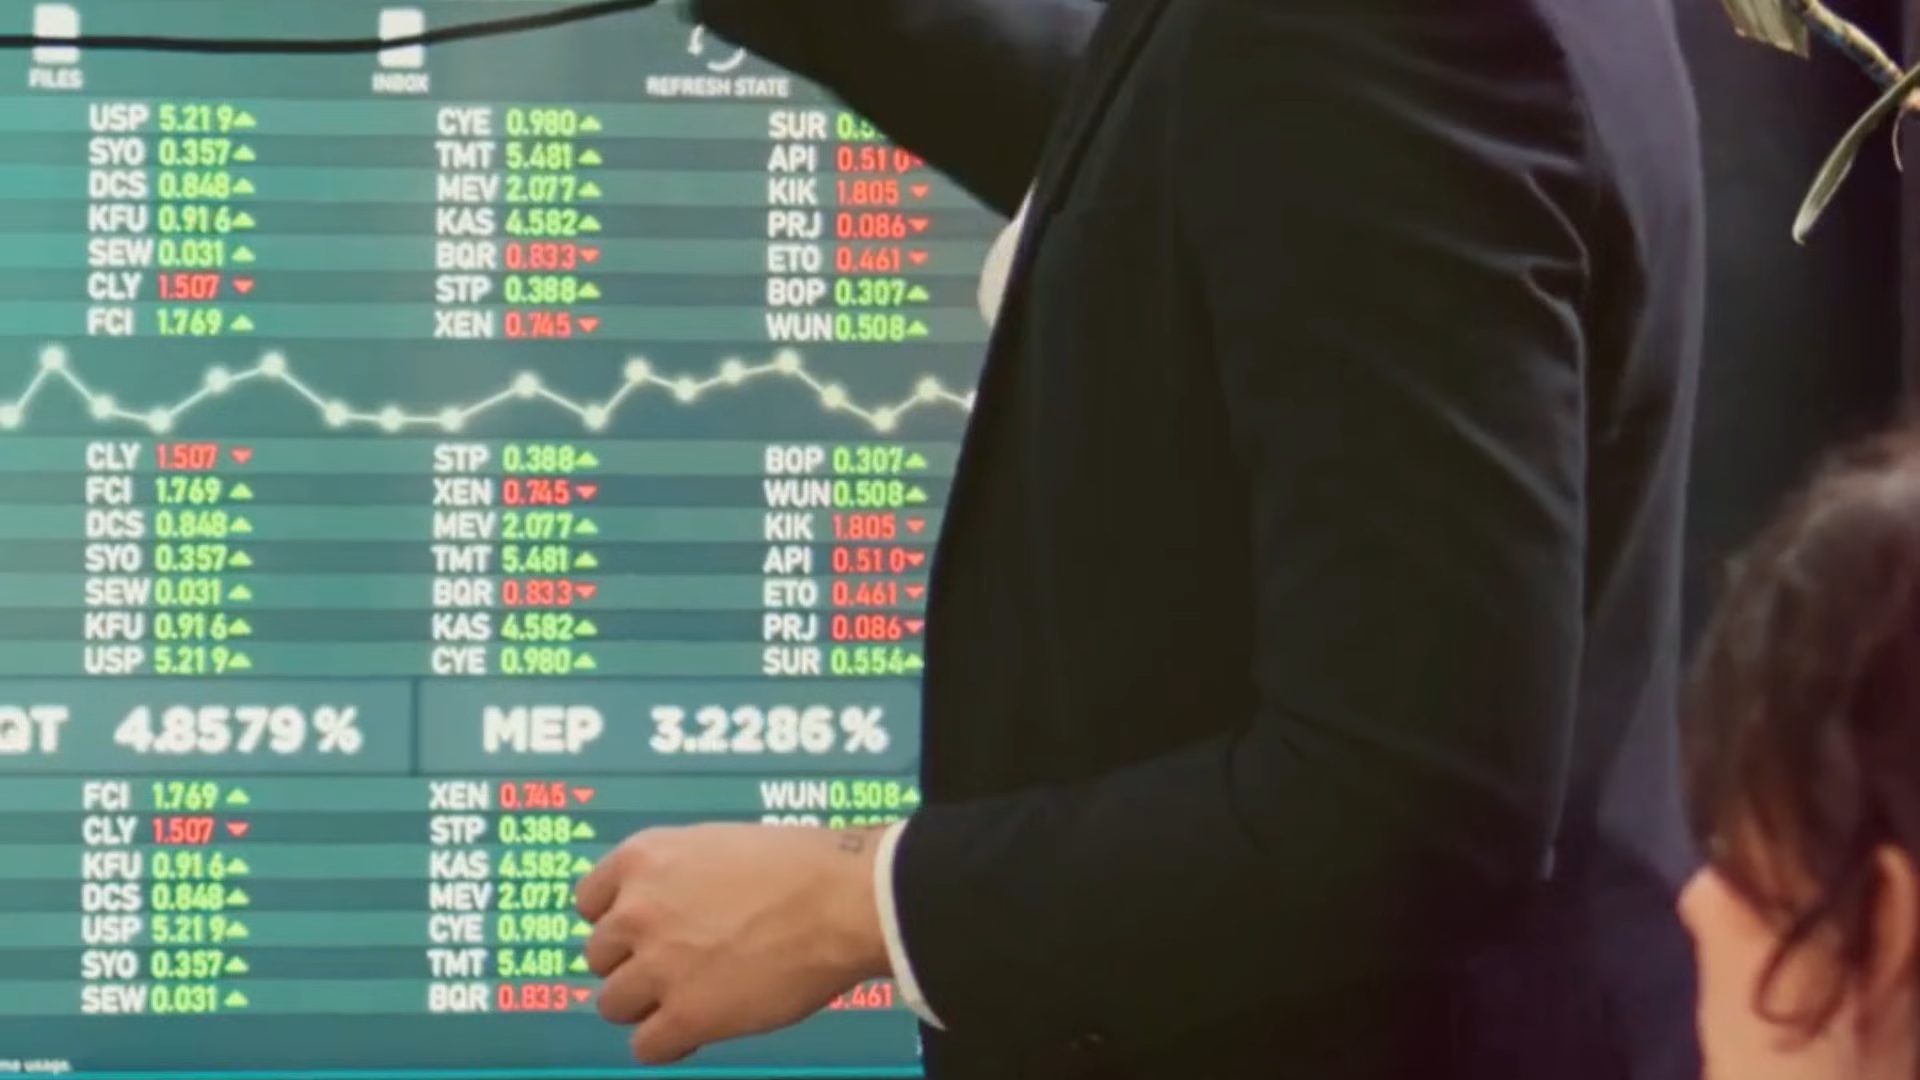 FILES INBOX REFRESH STATE
USP 5.219 CYE 0.980 SUR
SYO 0.357 TMT 5.481 API 0.510
DCS 0.848 MEV 2.077 KIK 1.805
KFU 0.916 KAS 4.582 PRJ 0.086
SEW 0.031 BQR 0.833 ETO 0.461
CLY 1.507 STP 0.388 BOP 0.307
FCI 1.769 XEN 0.745 WUN 0.508
CLY 1.507 STP 0.388 BOP 0.307
FCI 1.769 XEN 0.745 WUN 0.508
DCS 0.848 MEV 2.077 KIK 1.805
SYO 0.357 TMT 5.481 API 0.510
SEW 0.031 BQR 0.833 ETO 0.461
KFU 0.916 KAS 4.582 PRJ 0.086
USP 5.219 CYE 0.980 SUR 0.554
QT 4.8579% MEP 3.2286%
FCI 1.769 XEN 0.745 WUN 0.508
CLY 1.507 STP 0.388
KFU 0.916 KAS 4.582
DCS 0.848 MEV 2.077
USP 5.219 CYE 0.980
SYO 0.357 TMT 5.481
SEW 0.031 BQR 0.833 .461
usage.